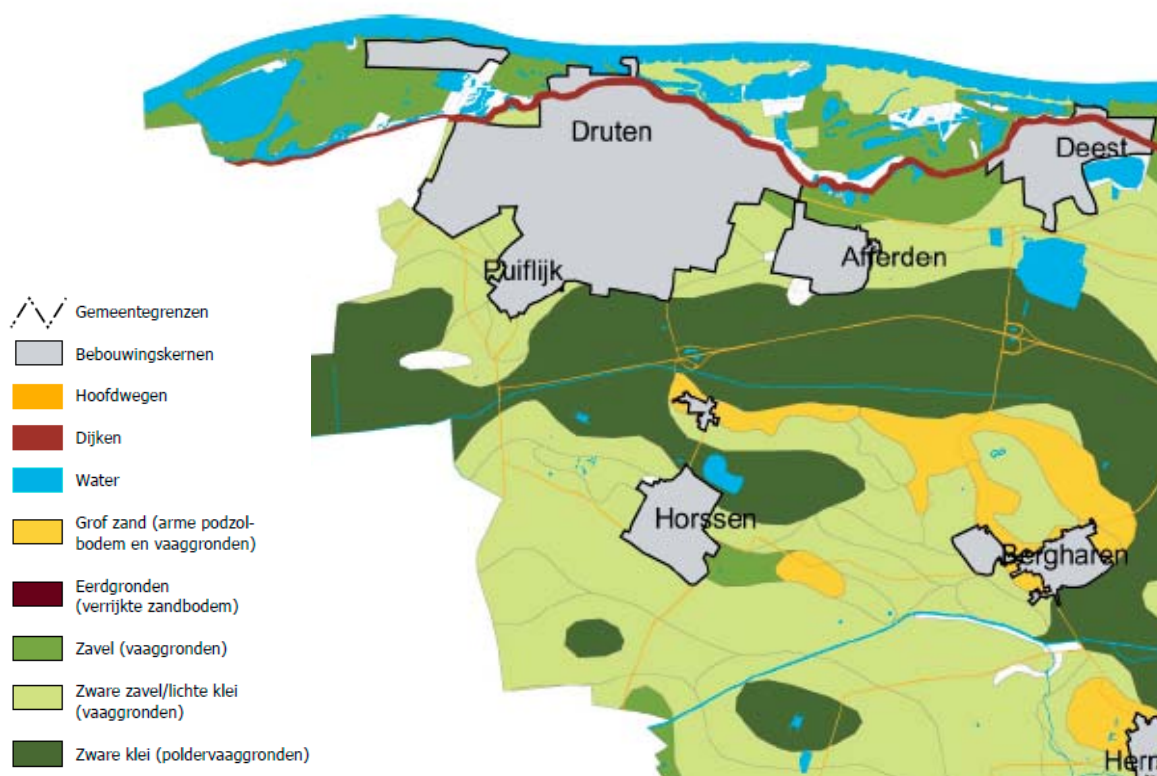 Druten
Deest
Puiflijk
Afferden
Horssen
Bergharen
Hern
Gemeentegrenzen
Bebouwingskernen
Hoofdwegen
Dijken
Water
Grof zand (arme podzol-
bodem en vaaggronden)
Eerdgronden
(verrijkte zandbodem)
Zavel (vaaggronden)
Zware zavel/lichte klei
(vaaggronden)
Zware klei (poldervaaggronden)